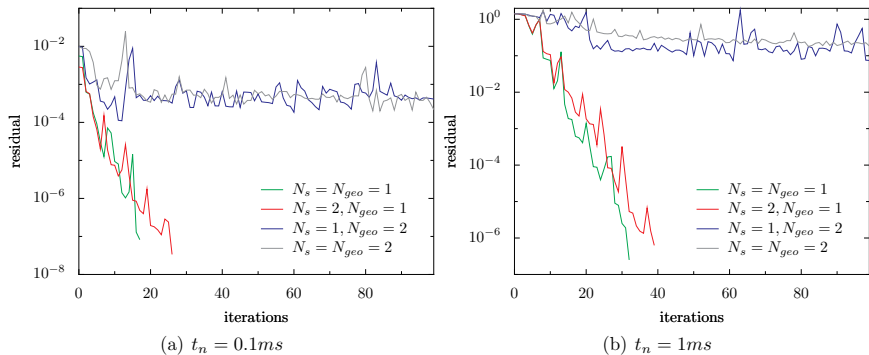 10⁻²
10⁻⁴
10⁻⁶
10⁻⁸
residual
0
20
40
60
80
iterations
N_s = N_geo = 1
N_s = 2, N_geo = 1
N_s = 1, N_geo = 2
N_s = N_geo = 2
(a) t_n = 0.1ms
10⁰
10⁻²
10⁻⁴
10⁻⁶
residual
0
20
40
60
80
iterations
N_s = N_geo = 1
N_s = 2, N_geo = 1
N_s = 1, N_geo = 2
N_s = N_geo = 2
(b) t_n = 1ms